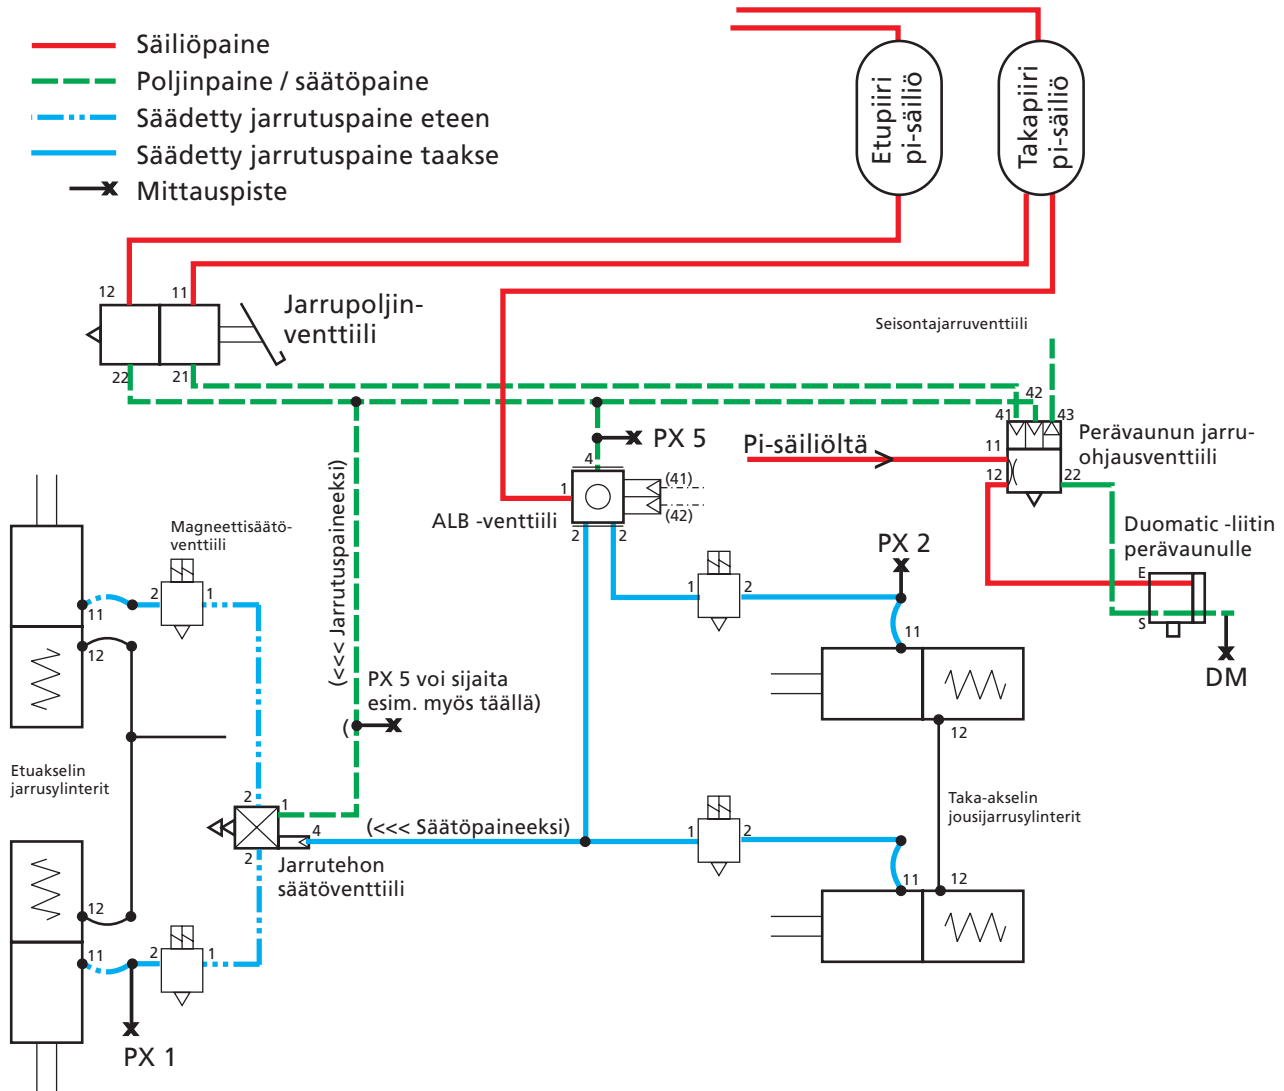 Säiliöpaine
Poljinpaine / säätöpaine
Säädetty jarrutuspaine eteen
Säädetty jarrutuspaine taakse
Mittauspiste
Etupiiri
pi-säiliö
Takapiiri
pi-säiliö
12
11
Jarrupoljin-
venttiili
22
21
Seisontajarruventtiili
41
42
43
Pi-säiliöltä
11
12
22
Perävaunun jarru-
ohjausventtiili
PX 5
4
1
(41)
(42)
ALB -venttiili
2
2
Duomatic -liitin
perävaunulle
E
S
DM
Magneettisäätö-
venttiili
2
1
11
12
(<<< Jarrutuspaineeksi)
PX 5 voi sijaita
esim. myös täällä)
(
PX 2
1
2
11
12
Etuakselin
jarrusylinterit
Taka-akselin
jousijarrusylinterit
2
1
4
2
(<<< Säätöpaineeksi)
Jarrutehon
säätöventtiili
1
2
11
12
12
11
2
1
PX 1